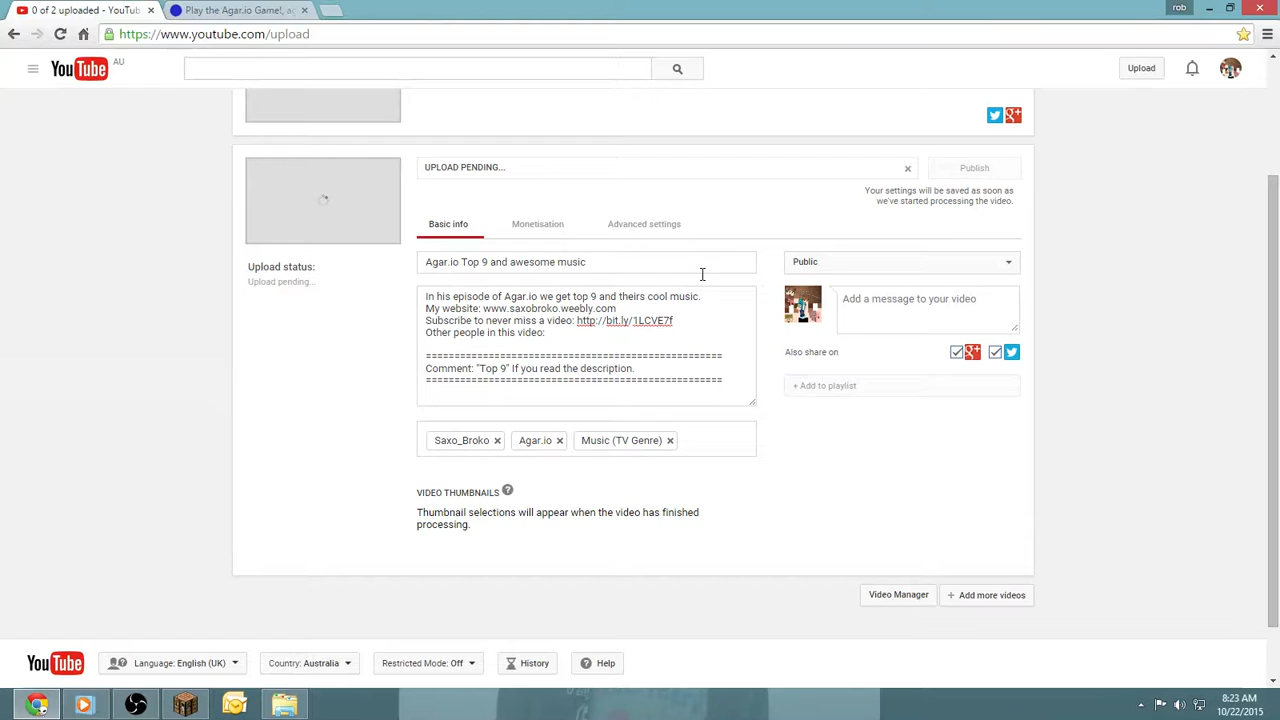 0 of 2 uploaded - YouTub
Play the Agar.io Game!, ag
rob
https://www.youtube.com/upload
YouTube AU
Upload
UPLOAD PENDING...
Publish
Your settings will be saved as soon as
we've started processing the video.
Basic info
Monetisation
Advanced settings
Upload status:
Upload pending...
Agar.io Top 9 and awesome music
Public
In his episode of Agar.io we get top 9 and theirs cool music.
My website: www.saxobroko.weebly.com
Subscribe to never miss a video: http://bit.ly/1LCVE7f
Other people in this video:
====================================================
Comment: "Top 9" If you read the description.
====================================================
Add a message to your video
Also share on
+ Add to playlist
Saxo_Broko
Agar.io
Music (TV Genre)
VIDEO THUMBNAILS ?
Thumbnail selections will appear when the video has finished
processing.
Video Manager
+ Add more videos
YouTube
Language: English (UK)
Country: Australia
Restricted Mode: Off
History
Help
8:23 AM
10/22/2015